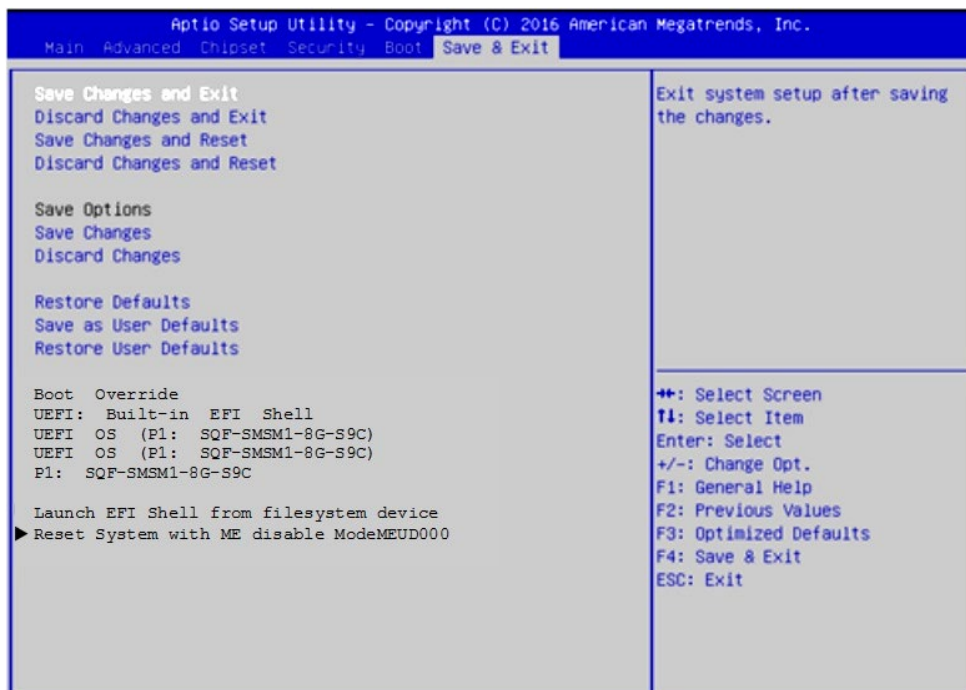 Aptio Setup Utility - Copyright (C) 2016 American Megatrends, Inc.
Main Advanced Chipset Security Boot Save & Exit
Save Changes and Exit
Discard Changes and Exit
Save Changes and Reset
Discard Changes and Reset
Save Options
Save Changes
Discard Changes
Restore Defaults
Save as User Defaults
Restore User Defaults
Boot Override
UEFI: Built-in EFI Shell
UEFI OS (P1: SQF-SMSM1-8G-S9C)
UEFI OS (P1: SQF-SMSM1-8G-S9C)
P1: SQF-SMSM1-8G-S9C
Launch EFI Shell from filesystem device
▶ Reset System with ME disable ModeMEUD000
Exit system setup after saving
the changes.
→←: Select Screen
↑↓: Select Item
Enter: Select
+/-: Change Opt.
F1: General Help
F2: Previous Values
F3: Optimized Defaults
F4: Save & Exit
ESC: Exit